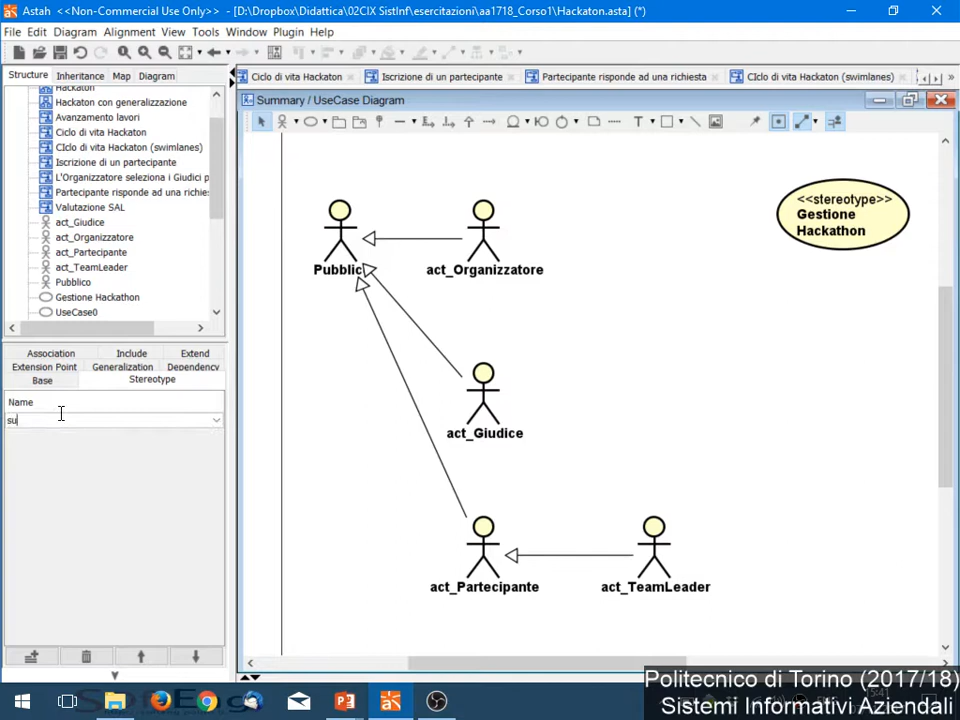 Astah <<Non-Commercial Use Only>> - [D:\Dropbox\Didattica\02CIX SistInf\esercitazioni\aa1718_Corso1\Hackaton.asta] (*)
File Edit Diagram Alignment View Tools Window Plugin Help
Structure Inheritance Map Diagram
Ciclo di vita Hackaton Iscrizione di un partecipante Partecipante risponde ad una richiesta CIclo di vita Hackaton (swimlanes)
Summary / UseCase Diagram
Hackaton
Hackaton con generalizzazione
Avanzamento lavori
Ciclo di vita Hackaton
CIclo di vita Hackaton (swimlanes)
Iscrizione di un partecipante
L'Organizzatore seleziona i Giudici p
Partecipante risponde ad una richies
Valutazione SAL
act_Giudice
act_Organizzatore
act_Partecipante
act_TeamLeader
Pubblico
Gestione Hackathon
UseCase0
Association Include Extend
Extension Point Generalization Dependency
Base Stereotype
Name
su
<<stereotype>>
Gestione
Hackathon
Pubblic
act_Organizzatore
act_Giudice
act_Partecipante
act_TeamLeader
Politecnico di Torino (2017/18)
Sistemi Informativi Aziendali